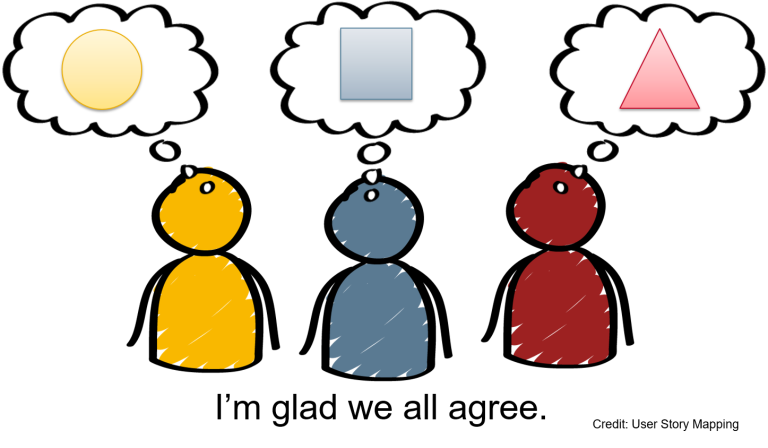 I’m glad we all agree.
Credit: User Story Mapping